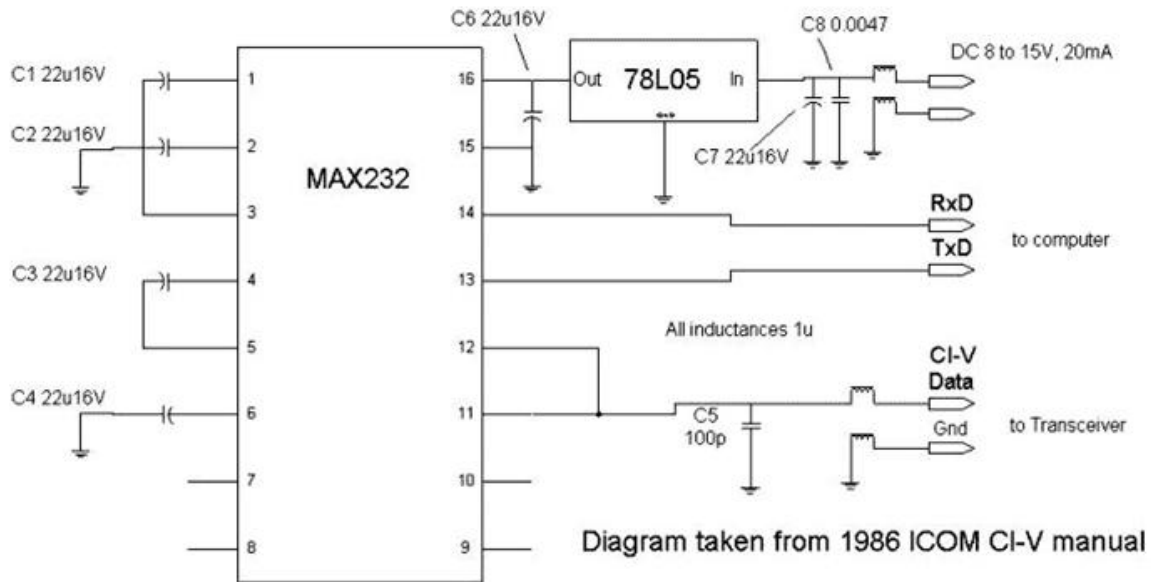 C6 22u16V
C8 0.0047
DC 8 to 15V, 20mA
C1 22u16V
1
16
Out
78L05
In
C2 22u16V
2
15
C7 22u16V
MAX232
3
14
RxD
to computer
TxD
C3 22u16V
4
13
All inductances 1u
5
12
CI-V
Data
C4 22u16V
6
11
C5
100p
Gnd
to Transceiver
7
10
8
9
Diagram taken from 1986 ICOM CI-V manual